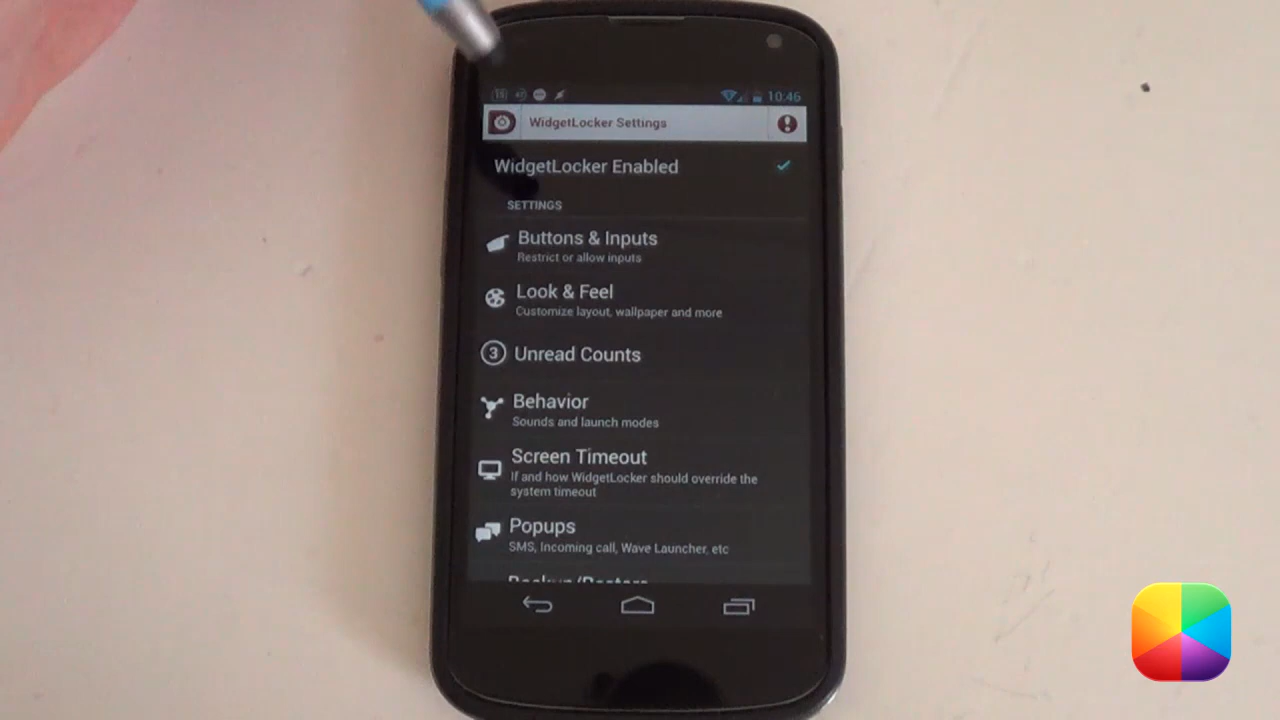 10:46
WidgetLocker Settings
WidgetLocker Enabled
SETTINGS
Buttons & Inputs
Restrict or allow inputs
Look & Feel
Customize layout, wallpaper and more
3
Unread Counts
Behavior
Sounds and launch modes
Screen Timeout
If and how WidgetLocker should override the
system timeout
Popups
SMS, Incoming call, Wave Launcher, etc
Backup/Restore